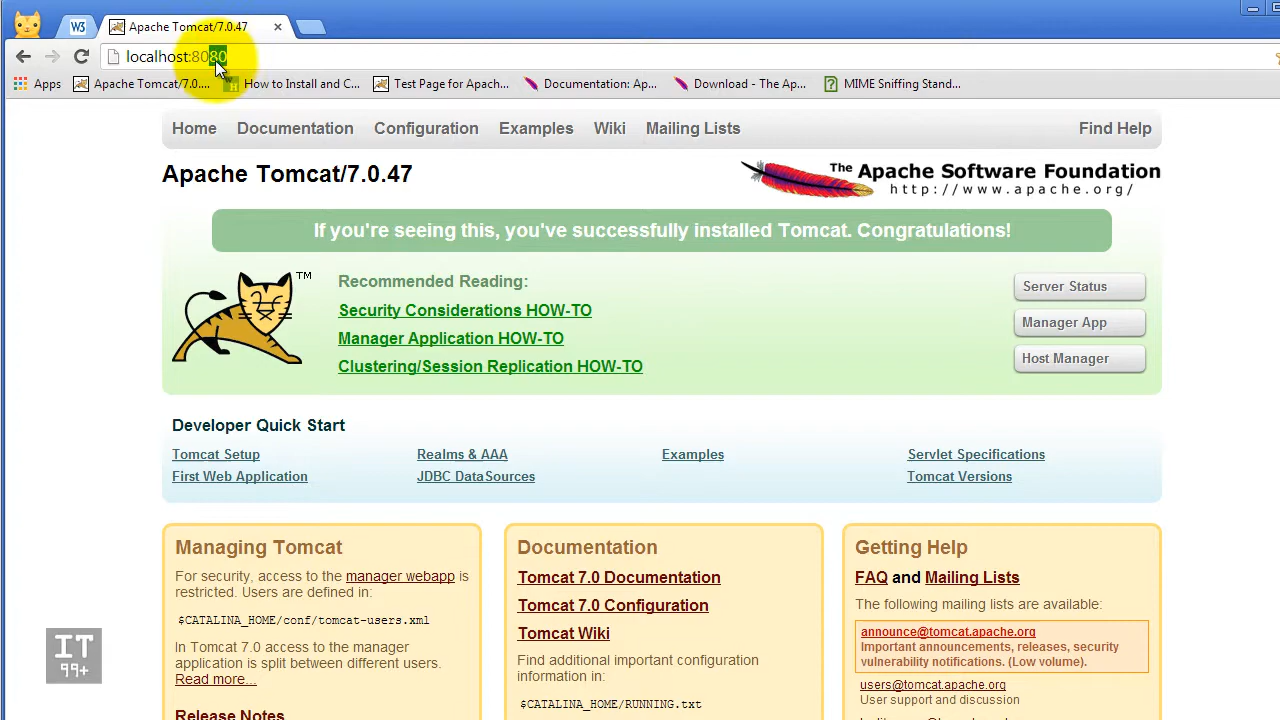 W3
Apache Tomcat/7.0.47
localhost:8080
Apps
Apache Tomcat/7.0....
How to Install and C...
Test Page for Apach...
Documentation: Ap...
Download - The Ap...
MIME Sniffing Stand...
Home
Documentation
Configuration
Examples
Wiki
Mailing Lists
Find Help
Apache Tomcat/7.0.47
The Apache Software Foundation
http://www.apache.org/
If you're seeing this, you've successfully installed Tomcat. Congratulations!
TM
Recommended Reading:
Security Considerations HOW-TO
Manager Application HOW-TO
Clustering/Session Replication HOW-TO
Server Status
Manager App
Host Manager
Developer Quick Start
Tomcat Setup
First Web Application
Realms & AAA
JDBC DataSources
Examples
Servlet Specifications
Tomcat Versions
Managing Tomcat
For security, access to the manager webapp is
restricted. Users are defined in:
$CATALINA_HOME/conf/tomcat-users.xml
In Tomcat 7.0 access to the manager
application is split between different users.
Read more...
Release Notes
Documentation
Tomcat 7.0 Documentation
Tomcat 7.0 Configuration
Tomcat Wiki
Find additional important configuration
information in:
$CATALINA_HOME/RUNNING.txt
Getting Help
FAQ and Mailing Lists
The following mailing lists are available:
announce@tomcat.apache.org
Important announcements, releases, security
vulnerability notifications. (Low volume).
users@tomcat.apache.org
User support and discussion
IT
99+